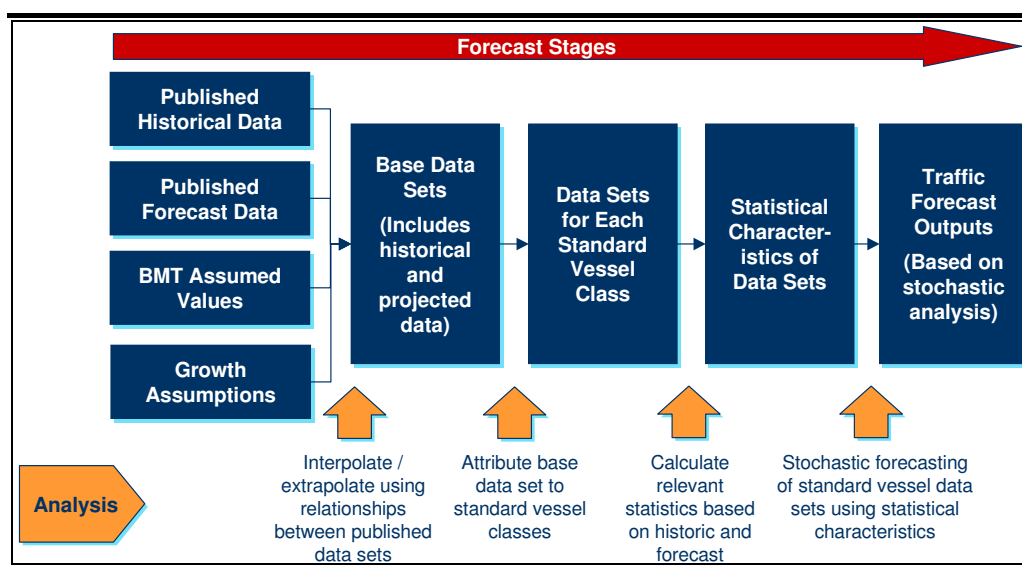 Forecast Stages
Published
Historical Data
Published
Forecast Data
BMT Assumed
Values
Growth
Assumptions
Base Data
Sets
(Includes
historical
and
projected
data)
Data Sets
for Each
Standard
Vessel
Class
Statistical
Character-
istics of
Data Sets
Traffic
Forecast
Outputs
(Based on
stochastic
analysis)
Analysis
Interpolate /
extrapolate using
relationships
between published
data sets
Attribute base
data set to
standard vessel
classes
Calculate
relevant
statistics based
on historic and
forecast
Stochastic forecasting
of standard vessel data
sets using statistical
characteristics